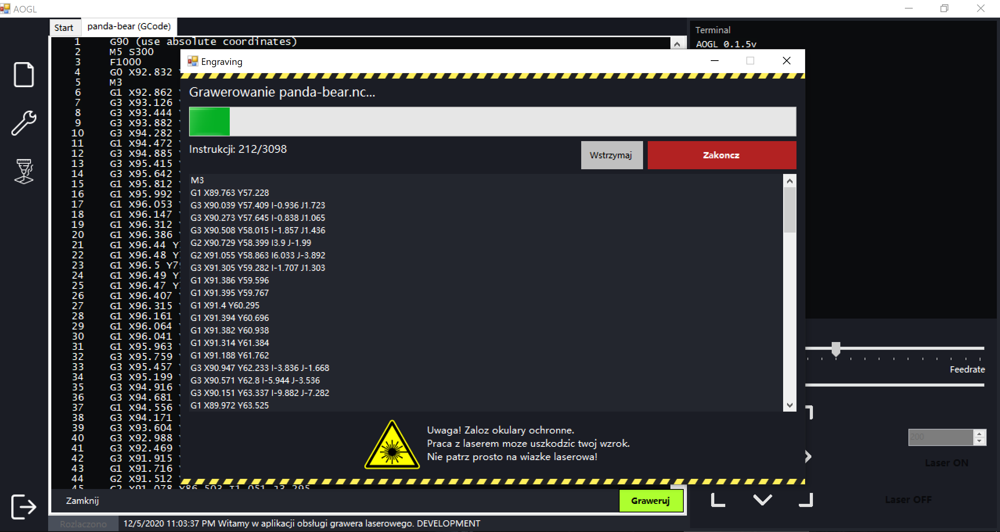 AOGL
Start
panda-bear (GCode)
1 G90 (use absolute coordinates)
2 M5 S300
3 F1000
4 G0 X92.832
5 M3
6 G1 X92.862
7 G3 X93.126
8 G3 X93.444
9 G3 X93.882
10 G3 X94.282
11 G1 X94.472
12 G3 X94.885
13 G3 X95.415
14 G3 X95.642
15 G1 X95.812
16 G1 X95.992
17 G1 X96.053
18 G1 X96.147
19 G1 X96.312
20 G1 X96.386
21 G1 X96.44 Y
22 G1 X96.48 Y
23 G1 X96.5 Y7
24 G1 X96.49 Y
25 G1 X96.47 Y
26 G1 X96.407
27 G1 X96.315
28 G1 X96.161
29 G1 X96.064
30 G1 X96.041
31 G1 X95.963
32 G3 X95.759
33 G3 X95.457
34 G3 X95.199
35 G3 X94.916
36 G3 X94.681
37 G1 X94.556
38 G3 X94.171
39 G3 X93.604
40 G3 X92.988
41 G3 X92.469
42 G3 X91.915
43 G1 X91.716
44 G2 X91.512
45 G2 X91.078 Y86.503 I1.051 J3.295
Zamknij
Graweruj
Rozlaczono
12/5/2020 11:03:37 PM Witamy w aplikacji obsługi grawera laserowego. DEVELOPMENT
Engraving
Grawerowanie panda-bear.nc...
Instrukcji: 212/3098
Wstrzymaj
Zakoncz
M3
G1 X89.763 Y57.228
G3 X90.039 Y57.409 I-0.936 J1.723
G3 X90.273 Y57.645 I-0.838 J1.065
G3 X90.508 Y58.015 I-1.857 J1.436
G2 X90.729 Y58.399 I3.9 J-1.99
G2 X91.055 Y58.863 I6.033 J-3.892
G3 X91.305 Y59.282 I-1.707 J1.303
G1 X91.386 Y59.596
G1 X91.395 Y59.767
G1 X91.4 Y60.295
G1 X91.394 Y60.696
G1 X91.382 Y60.938
G1 X91.314 Y61.384
G1 X91.188 Y61.762
G3 X90.947 Y62.233 I-3.836 J-1.668
G3 X90.571 Y62.8 I-5.944 J-3.536
G3 X90.151 Y63.337 I-9.882 J-7.282
G1 X89.972 Y63.525
Uwaga! Zaloz okulary ochronne.
Praca z laserem moze uszkodzic twoj wzrok.
Nie patrz prosto na wiazke laserowa!
Terminal
AOGL 0.1.5v
Feedrate
200
Laser ON
Laser OFF